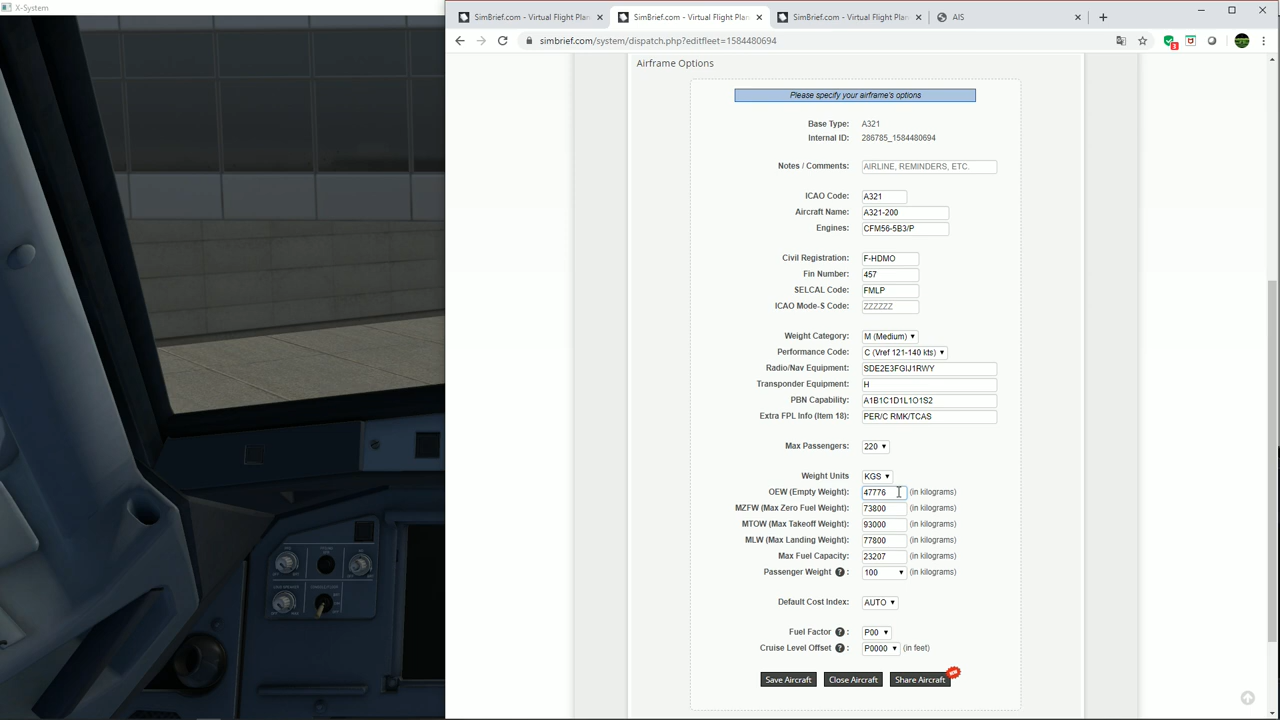 X-System
SimBrief.com - Virtual Flight Plan
SimBrief.com - Virtual Flight Plan
SimBrief.com - Virtual Flight Plan
AIS
simbrief.com/system/dispatch.php?editfleet=1584480694
Airframe Options
Please specify your airframe's options
Base Type: A321
Internal ID: 286785_1584480694
Notes / Comments: AIRLINE, REMINDERS, ETC.
ICAO Code: A321
Aircraft Name: A321-200
Engines: CFM56-5B3/P
Civil Registration: F-HDMO
Fin Number: 457
SELCAL Code: FMLP
ICAO Mode-S Code: ZZZZZZ
Weight Category: M (Medium)
Performance Code: C (Vref 121-140 kts)
Radio/Nav Equipment: SDE2E3FGIJ1RWY
Transponder Equipment: H
PBN Capability: A1B1C1D1L1O1S2
Extra FPL Info (Item 18): PER/C RMK/TCAS
Max Passengers: 220
Weight Units KGS
OEW (Empty Weight): 47776 (in kilograms)
MZFW (Max Zero Fuel Weight): 73800 (in kilograms)
MTOW (Max Takeoff Weight): 93000 (in kilograms)
MLW (Max Landing Weight): 77800 (in kilograms)
Max Fuel Capacity: 23207 (in kilograms)
Passenger Weight ? : 100 (in kilograms)
Default Cost Index: AUTO
Fuel Factor ? : P00
Cruise Level Offset ? : P0000 (in feet)
Save Aircraft Close Aircraft Share Aircraft